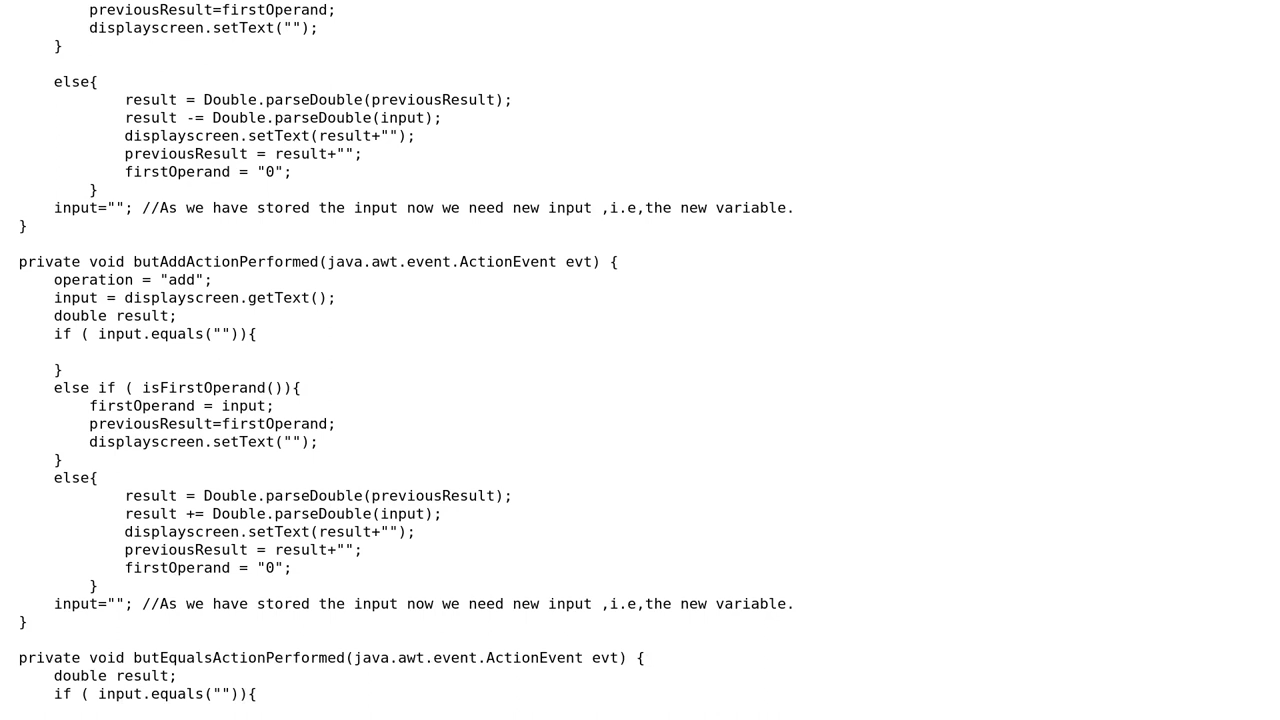 previousResult=firstOperand;
        displayscreen.setText("");
    }

    else{
            result = Double.parseDouble(previousResult);
            result -= Double.parseDouble(input);
            displayscreen.setText(result+"");
            previousResult = result+"";
            firstOperand = "0";
        }
    input=""; //As we have stored the input now we need new input ,i.e,the new variable.
}

private void butAddActionPerformed(java.awt.event.ActionEvent evt) {
    operation = "add";
    input = displayscreen.getText();
    double result;
    if ( input.equals("")){

    }
    else if ( isFirstOperand()){
        firstOperand = input;
        previousResult=firstOperand;
        displayscreen.setText("");
    }
    else{
            result = Double.parseDouble(previousResult);
            result += Double.parseDouble(input);
            displayscreen.setText(result+"");
            previousResult = result+"";
            firstOperand = "0";
        }
    input=""; //As we have stored the input now we need new input ,i.e,the new variable.
}

private void butEqualsActionPerformed(java.awt.event.ActionEvent evt) {
    double result;
    if ( input.equals("")){